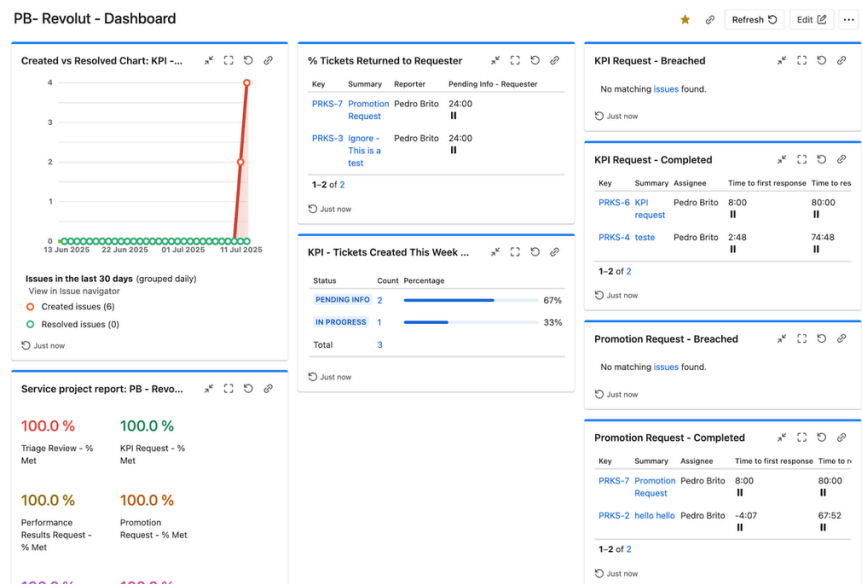 PB- Revolut - Dashboard
Refresh
Edit
Created vs Resolved Chart: KPI -...
4
3
2
1
0
13 Jun 2025 22 Jun 2025 01 Jul 2025 11 Jul 2025
Issues in the last 30 days (grouped daily)
View in Issue navigator
Created issues (6)
Resolved issues (0)
Just now
Service project report: PB - Revo...
100.0 % 100.0 %
Triage Review - % KPI Request - %
Met Met
100.0 % 100.0 %
Performance Promotion
Results Request - Request - % Met
% Met
% Tickets Returned to Requester
Key Summary Reporter Pending Info - Requester
PRKS-7 Promotion Pedro Brito 24:00
Request
PRKS-3 Ignore - Pedro Brito 24:00
This is a
test
1–2 of 2
Just now
KPI - Tickets Created This Week ...
Status Count Percentage
PENDING INFO 2 67%
IN PROGRESS 1 33%
Total 3
Just now
KPI Request - Breached
No matching issues found.
Just now
KPI Request - Completed
Key Summary Assignee Time to first response Time to res
PRKS-6 KPI Pedro Brito 8:00 80:00
request
PRKS-4 teste Pedro Brito 2:48 74:48
1–2 of 2
Just now
Promotion Request - Breached
No matching issues found.
Just now
Promotion Request - Completed
Key Summary Assignee Time to first response Time to r
PRKS-7 Promotion Pedro Brito 8:00 80:00
Request
PRKS-2 hello hello Pedro Brito -4:07 67:52
1–2 of 2
Just now